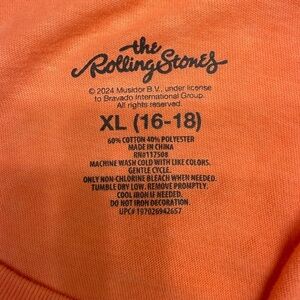 the
Rolling Stones
© 2024 Musidor B.V., under license
to Bravado International Group.
All rights reserved.
XL (16-18)
60% COTTON 40% POLYESTER
MADE IN CHINA
RN#117508
MACHINE WASH COLD WITH LIKE COLORS.
GENTLE CYCLE.
ONLY NON-CHLORINE BLEACH WHEN NEEDED.
TUMBLE DRY LOW. REMOVE PROMPTLY.
COOL IRON IF NEEDED.
DO NOT IRON DECORATION.
UPC# 197026942657